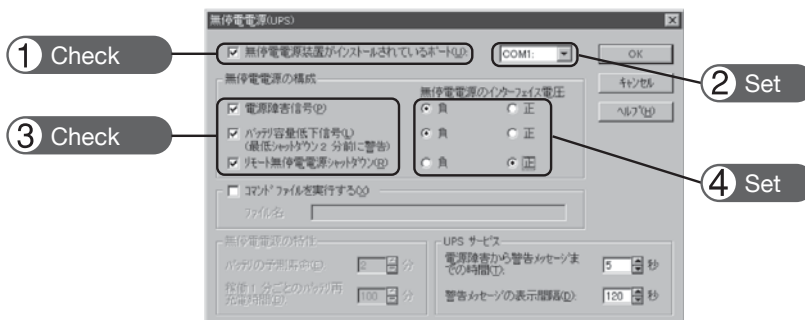 無停電電源(UPS)
① Check
無停電電源装置がインストールされているポート(U):
COM1:
OK
② Set
キャンセル
ヘルプ(H)
無停電電源の構成
無停電電源のインターフェイス電圧
③ Check
電源障害信号(P)
負
正
バッテリ容量低下信号(L)
(最低シャットダウン 2 分前に警告)
負
正
リモート無停電電源シャットダウン(R)
負
正
④ Set
コマンド ファイルを実行する(X)
ファイル名:
無停電電源の特性:
バッテリの予測寿命(E):
2
分
稼働 1 分ごとのバッテリ再
充電時間(B):
100
分
UPS サービス
電源障害から警告メッセージま
での時間(T):
5
秒
警告メッセージの表示間隔(D):
120
秒